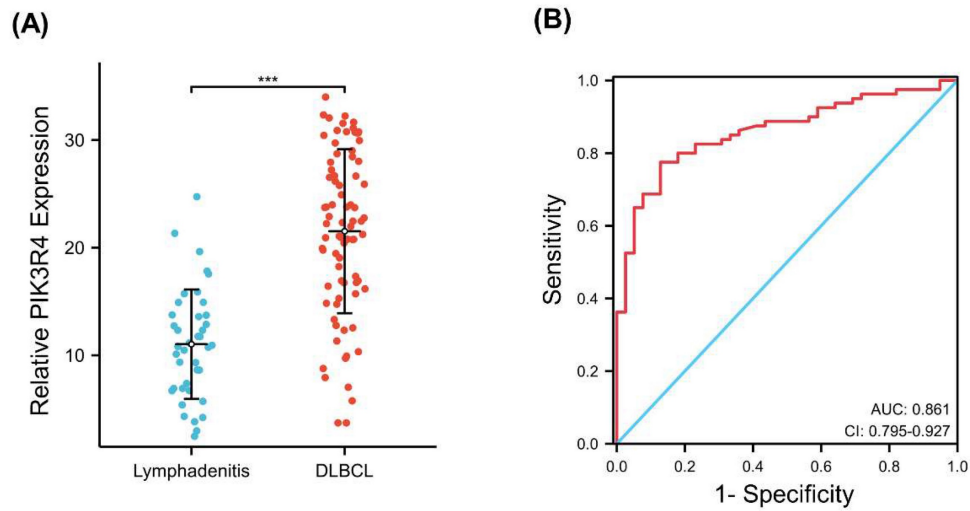 (A)
(B)
***
Relative PIK3R4 Expression
30
20
10
Lymphadenitis
DLBCL
Sensitivity
1.0
0.8
0.6
0.4
0.2
0.0
AUC: 0.861
CI: 0.795-0.927
0.0
0.2
0.4
0.6
0.8
1.0
1- Specificity